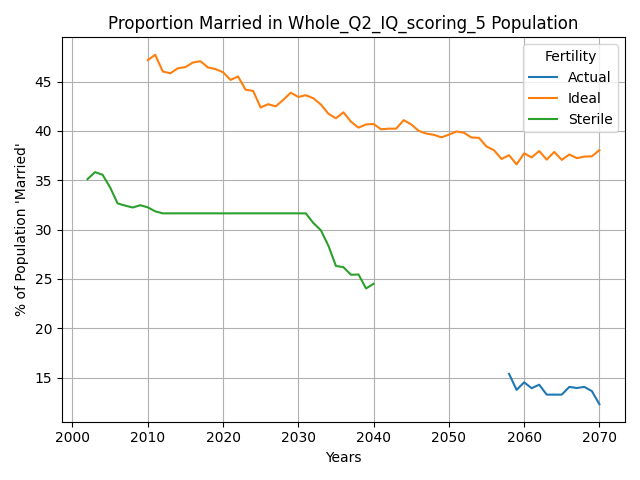 Proportion Married in Whole_Q2_IQ_scoring_5 Population
% of Population 'Married'
45
40
35
30
25
20
15
Fertility
Actual
Ideal
Sterile
2000 2010 2020 2030 2040 2050 2060 2070
Years